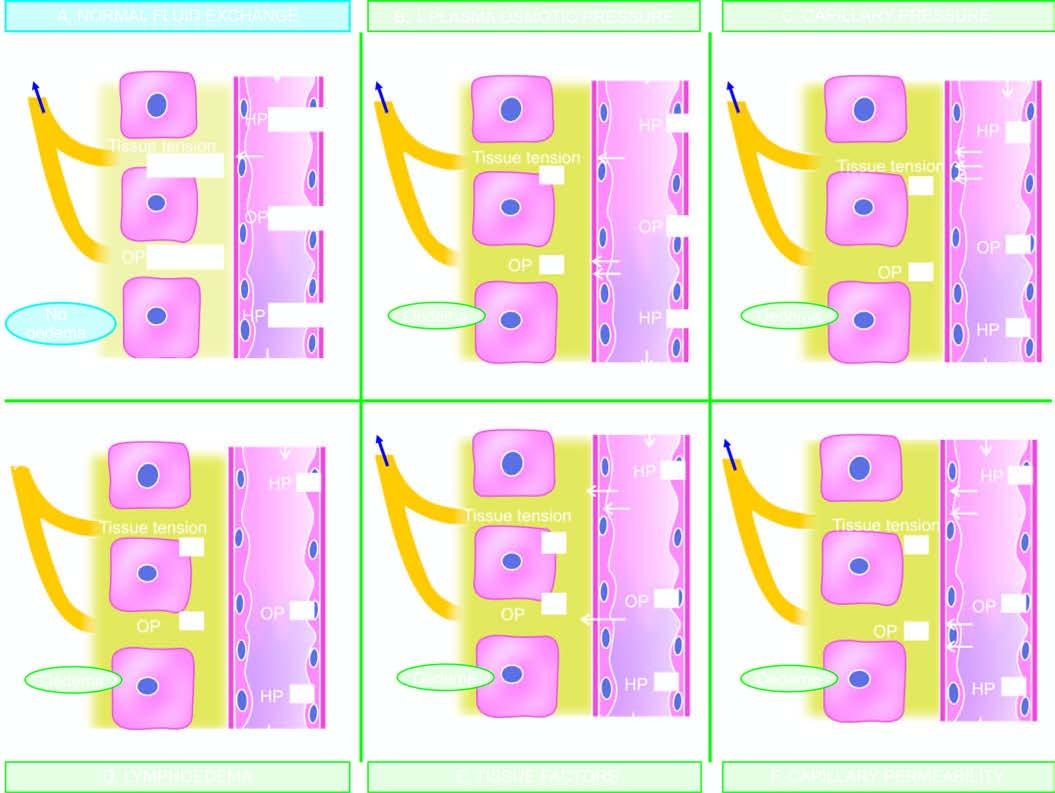 A. NORMAL FLUID EXCHANGE
B. ↓ PLASMA OSMOTIC PRESSURE
C. CAPILLARY PRESSURE
HP
Tissue tension
OP
OP
HP
No
oedema
HP
Tissue tension
OP
OP
HP
Oedema
HP
Tissue tension
OP
OP
HP
Oedema
HP
Tissue tension
OP
OP
HP
Oedema
HP
Tissue tension
OP
OP
HP
Oedema
HP
Tissue tension
OP
OP
HP
Oedema
D. LYMPHOEDEMA
E. TISSUE FACTORS
F. CAPILLARY PERMEABILITY